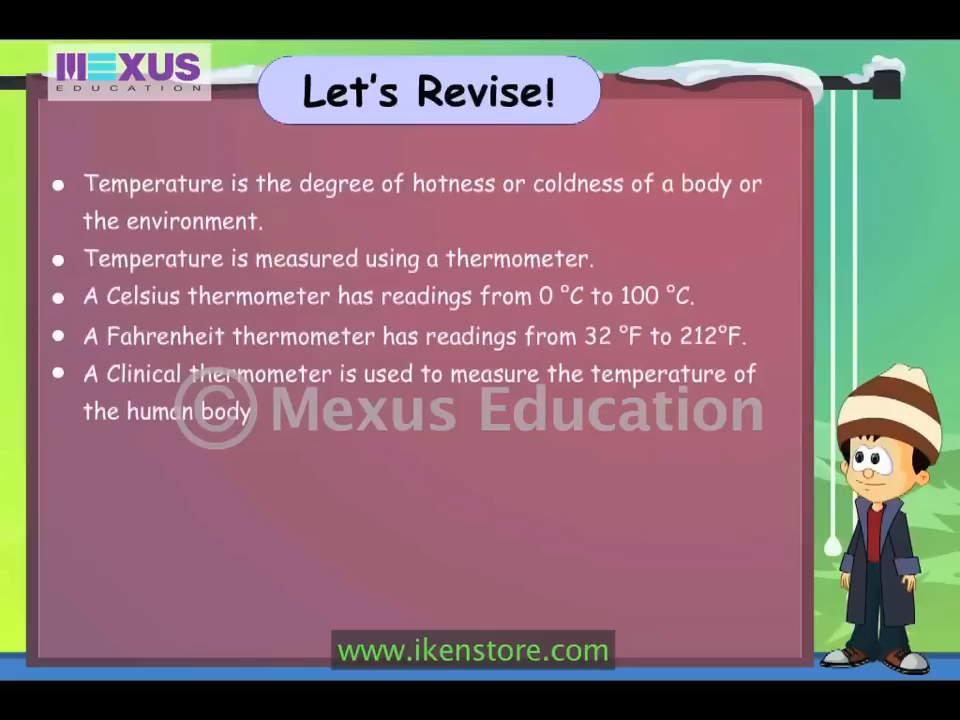 MEXUS
EDUCATION
Let's Revise!
• Temperature is the degree of hotness or coldness of a body or
the environment.
• Temperature is measured using a thermometer.
• A Celsius thermometer has readings from 0 °C to 100 °C.
• A Fahrenheit thermometer has readings from 32 °F to 212°F.
• A Clinical thermometer is used to measure the temperature of
the human body
© Mexus Education
www.ikenstore.com